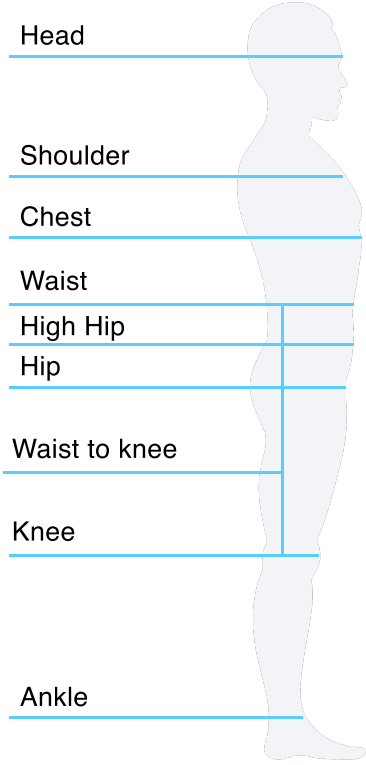 Head
Shoulder
Chest
Waist
High Hip
Hip
Waist to knee
Knee
Ankle